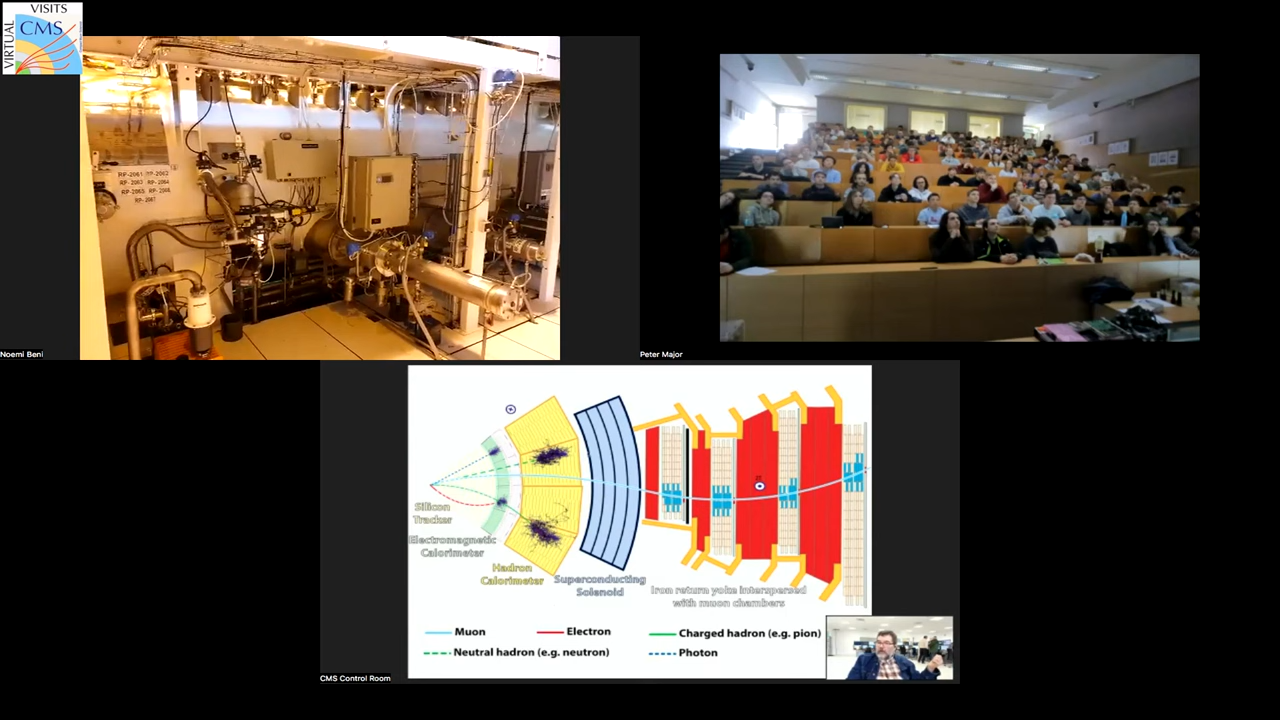 VISITS
VIRTUAL
CMS
RP-2061 RP-2062
RP-2063 RP-2064
RP-2065 RP-2066
RP-2067
Noemi Beni
Peter Major
Silicon
Tracker
Electromagnetic
Calorimeter
Hadron
Calorimeter
Superconducting
Solenoid
Iron return yoke interspersed
with muon chambers
Muon
Electron
Charged hadron (e.g. pion)
Neutral hadron (e.g. neutron)
Photon
CMS Control Room